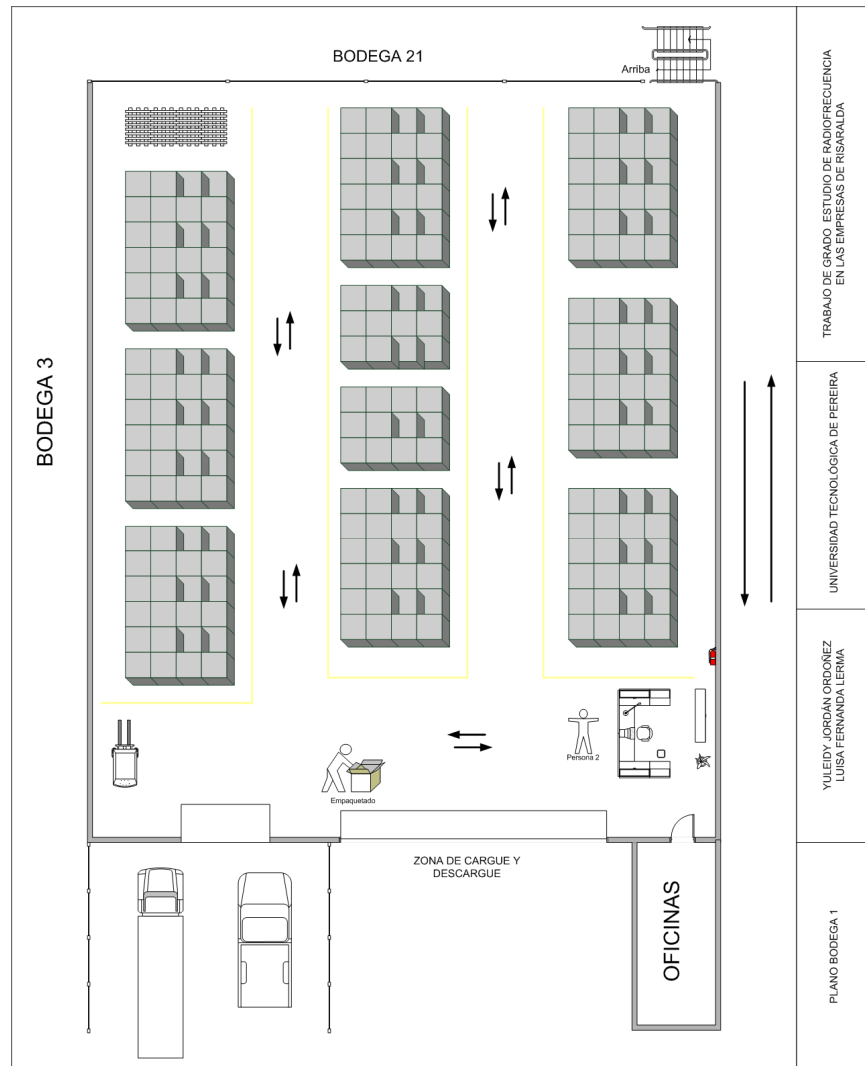 BODEGA 21
Arriba
BODEGA 3
Persona 2
Empaquetado
ZONA DE CARGUE Y
DESCARGUE
OFICINAS
TRABAJO DE GRADO ESTUDIO DE RADIOFRECUENCIA
EN LAS EMPRESAS DE RISARALDA
UNIVERSIDAD TECNOLÓGICA DE PEREIRA
YULEIDY JORDÁN ORDOÑEZ
LUISA FERNANDA LERMA
PLANO BODEGA 1